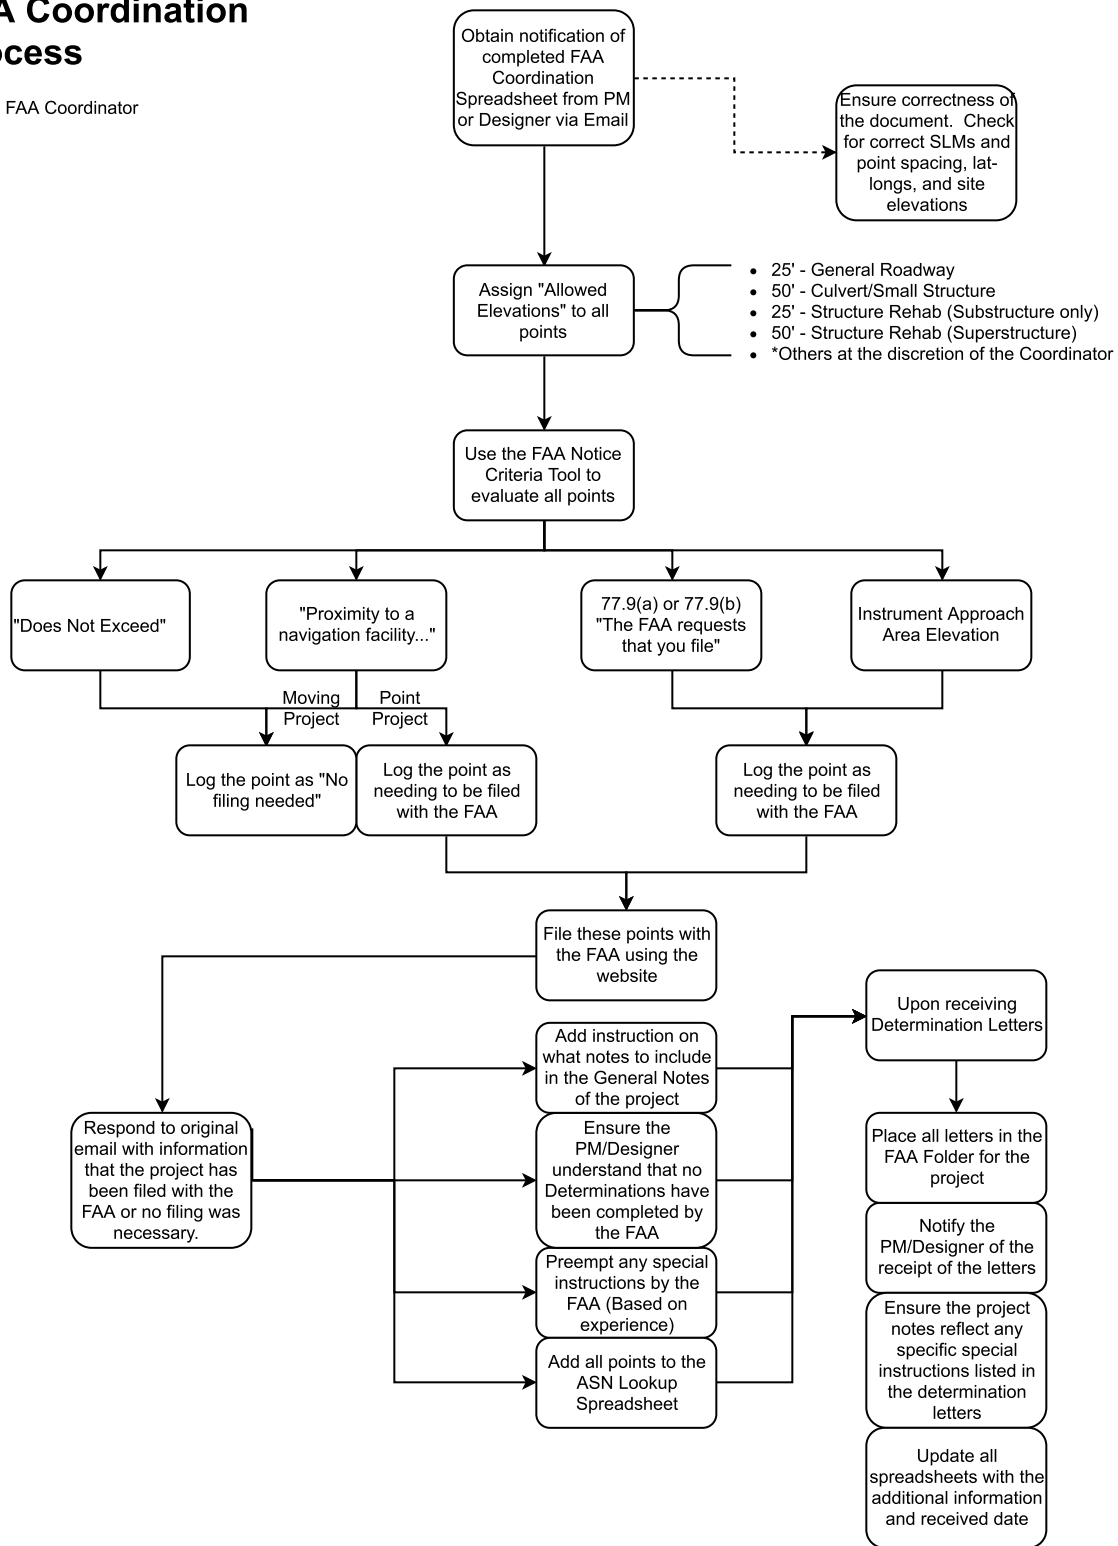 A Coordination
ocess
FAA Coordinator
Obtain notification of
completed FAA
Coordination
Spreadsheet from PM
or Designer via Email
Ensure correctness of
the document.  Check
for correct SLMs and
point spacing, lat-
longs, and site
elevations
Assign "Allowed
Elevations" to all
points
• 25' - General Roadway
• 50' - Culvert/Small Structure
• 25' - Structure Rehab (Substructure only)
• 50' - Structure Rehab (Superstructure)
• *Others at the discretion of the Coordinator
Use the FAA Notice
Criteria Tool to
evaluate all points
"Does Not Exceed"
"Proximity to a
navigation facility..."
77.9(a) or 77.9(b)
"The FAA requests
that you file"
Instrument Approach
Area Elevation
Moving
Project
Point
Project
Log the point as "No
filing needed"
Log the point as
needing to be filed
with the FAA
Log the point as
needing to be filed
with the FAA
File these points with
the FAA using the
website
Respond to original
email with information
that the project has
been filed with the
FAA or no filing was
necessary.
Add instruction on
what notes to include
in the General Notes
of the project
Ensure the
PM/Designer
understand that no
Determinations have
been completed by
the FAA
Preempt any special
instructions by the
FAA (Based on
experience)
Add all points to the
ASN Lookup
Spreadsheet
Upon receiving
Determination Letters
Place all letters in the
FAA Folder for the
project
Notify the
PM/Designer of the
receipt of the letters
Ensure the project
notes reflect any
specific special
instructions listed in
the determination
letters
Update all
spreadsheets with the
additional information
and received date